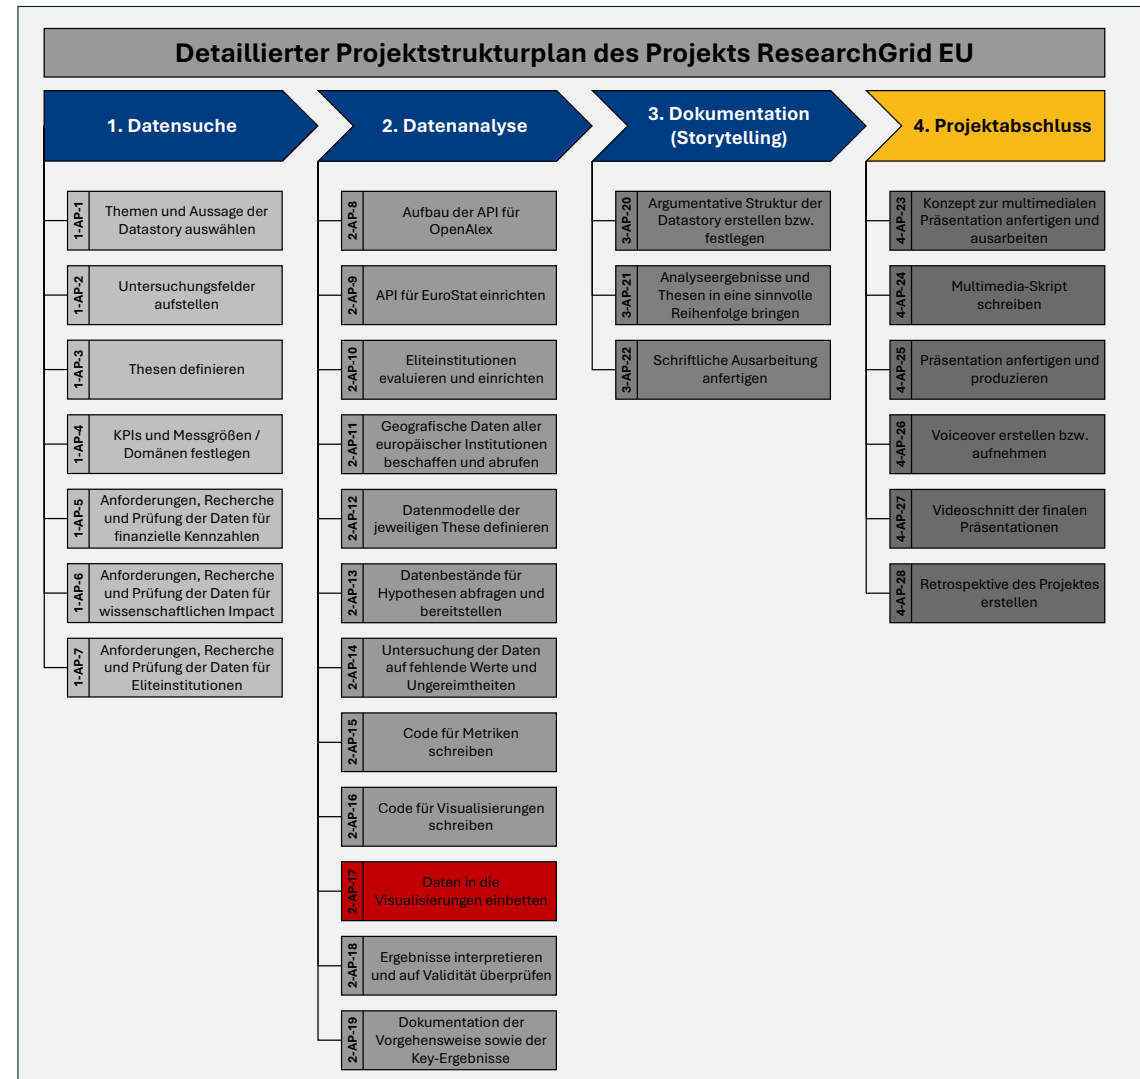 Detaillierter Projektstrukturplan des Projekts ResearchGrid EU
1. Datensuche
1-AP-1
Themen und Aussage der
Datastory auswählen
1-AP-2
Untersuchungsfelder
aufstellen
1-AP-3
Thesen definieren
1-AP-4
KPIs und Messgrößen /
Domänen festlegen
1-AP-5
Anforderungen, Recherche
und Prüfung der Daten für
finanzielle Kennzahlen
1-AP-6
Anforderungen, Recherche
und Prüfung der Daten für
wissenschaftlichen Impact
1-AP-7
Anforderungen, Recherche
und Prüfung der Daten für
Eliteinstitutionen
2. Datenanalyse
2-AP-8
Aufbau der API für
OpenAlex
2-AP-9
API für EuroStat einrichten
2-AP-10
Eliteinstitutionen
evaluieren und einrichten
2-AP-11
Geografische Daten aller
europäischer Institutionen
beschaffen und abrufen
2-AP-12
Datenmodelle der
jeweiligen These definieren
2-AP-13
Datenbestände für
Hypothesen abfragen und
bereitstellen
2-AP-14
Untersuchung der Daten
auf fehlende Werte und
Ungereimtheiten
2-AP-15
Code für Metriken
schreiben
2-AP-16
Code für Visualisierungen
schreiben
2-AP-17
Daten in die
Visualisierungen einbetten
2-AP-18
Ergebnisse interpretieren
und auf Validität überprüfen
2-AP-19
Dokumentation der
Vorgehensweise sowie der
Key-Ergebnisse
3. Dokumentation
(Storytelling)
3-AP-20
Argumentative Struktur der
Datastory erstellen bzw.
festlegen
3-AP-21
Analyseergebnisse und
Thesen in eine sinnvolle
Reihenfolge bringen
3-AP-22
Schriftliche Ausarbeitung
anfertigen
4. Projektabschluss
4-AP-23
Konzept zur multimedialen
Präsentation anfertigen und
ausarbeiten
4-AP-24
Multimedia-Skript
schreiben
4-AP-25
Präsentation anfertigen und
produzieren
4-AP-26
Voiceover erstellen bzw.
aufnehmen
4-AP-27
Videoschnitt der finalen
Präsentationen
4-AP-28
Retrospektive des Projektes
erstellen